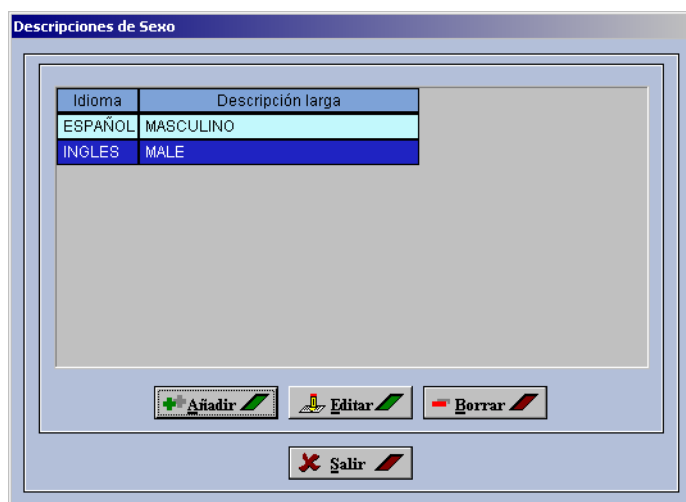 Descripciones de Sexo
Idioma Descripción larga
ESPAÑOL MASCULINO
INGLES MALE
Añadir Editar Borrar
Salir